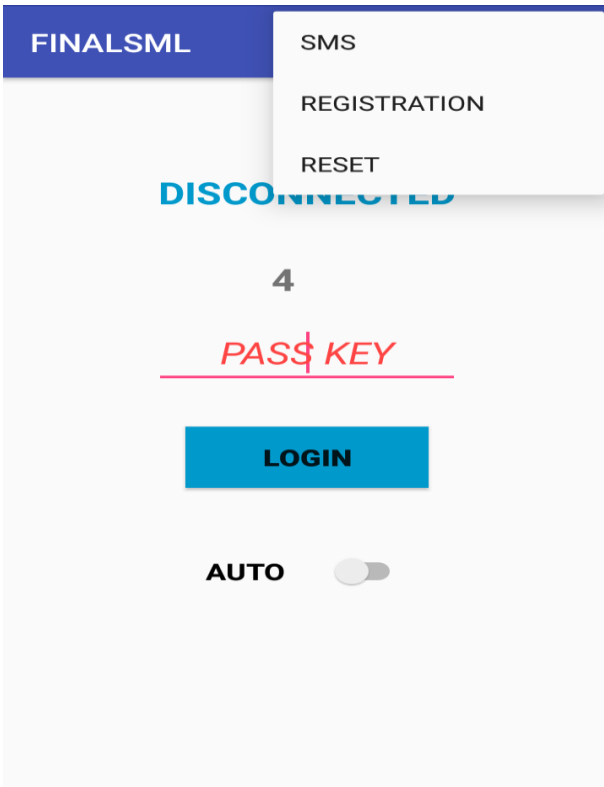 FINALSML
SMS
REGISTRATION
RESET
DISCONNECTED
4
PASS KEY
LOGIN
AUTO